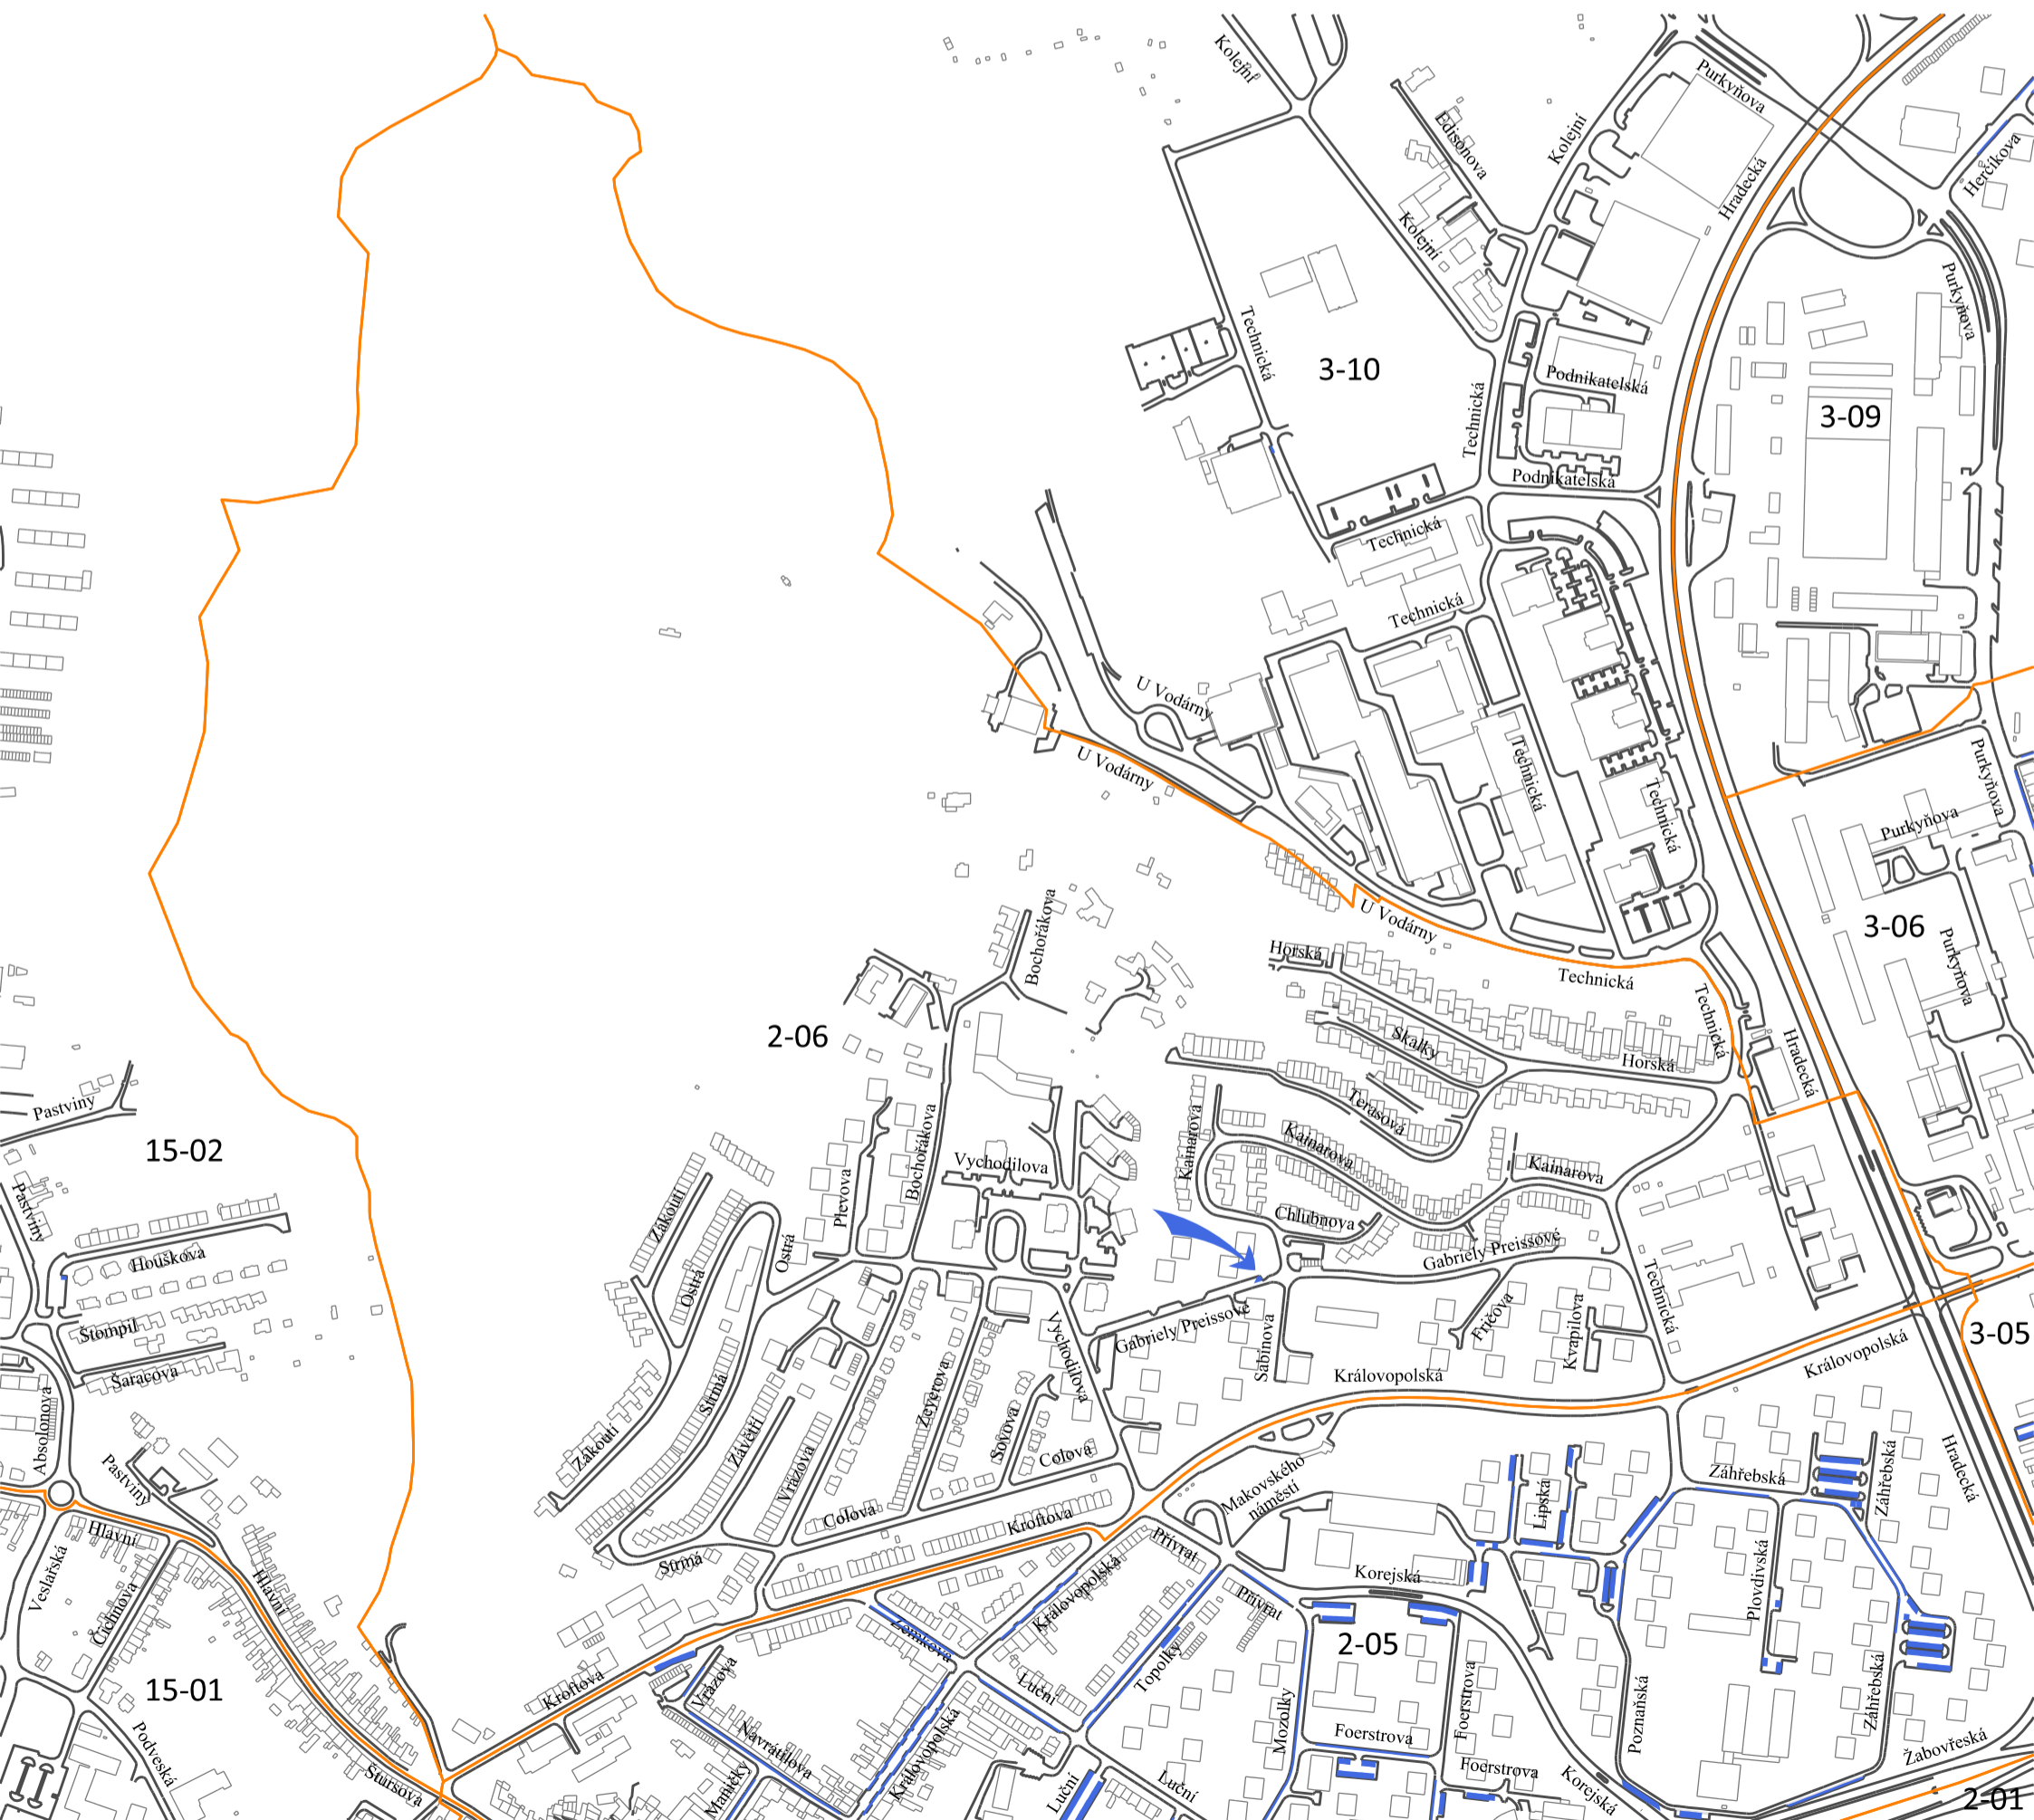 Kolejní
Purkyňova
Edisonova
Kolejní
Herčíkova
Hradecká
Kolejní
Purkyňova
Technická
3-10
Podnikatelská
Technická
3-09
Podnikatelská
Technická
Technická
U Vodárny
U Vodárny
Technická
Technická
Purkyňova
Purkyňova
U Vodárny
3-06
Bochořákova
Horská
Purkyňova
Technická
Technická
2-06
Skalky
Hradecká
Horská
Pastviny
Terasová
15-02
Kainarova
Kainarova
Bochořákova
Vychodilova
Kainarova
Plevova
Pastviny
Zákoutí
Chlubnova
Ostrá
Gabriely Preissové
Houškova
Ostrá
Technická
Štompil
Vychodilova
Gabriely Preissové
Sabinova
Fričova
Kvapilova
3-05
Královopolská
Šaracova
Strmá
Zeyerova
Královopolská
Absolonova
Závětří
Sovova
Zákoutí
Colova
Vrázova
Pastviny
Makovského
náměstí
Záhřebská
Záhřebská
Hradecká
Lipská
Colova
Kroftova
Hlavní
Přívrat
Strmá
Veslařská
Korejská
Plovdivská
Hlavní
Cichnova
Královopolská
Přívrat
Zemkova
2-05
Topolky
15-01
Kroftova
Vrázova
Luční
Mozolky
Foerstrova
Foerstrova
Poznaňská
Záhřebská
Podveská
Navrátilova
Královopolská
Žabovřeská
Šturšova
Maničky
Luční
Luční
Foerstrova
Korejská
2-01